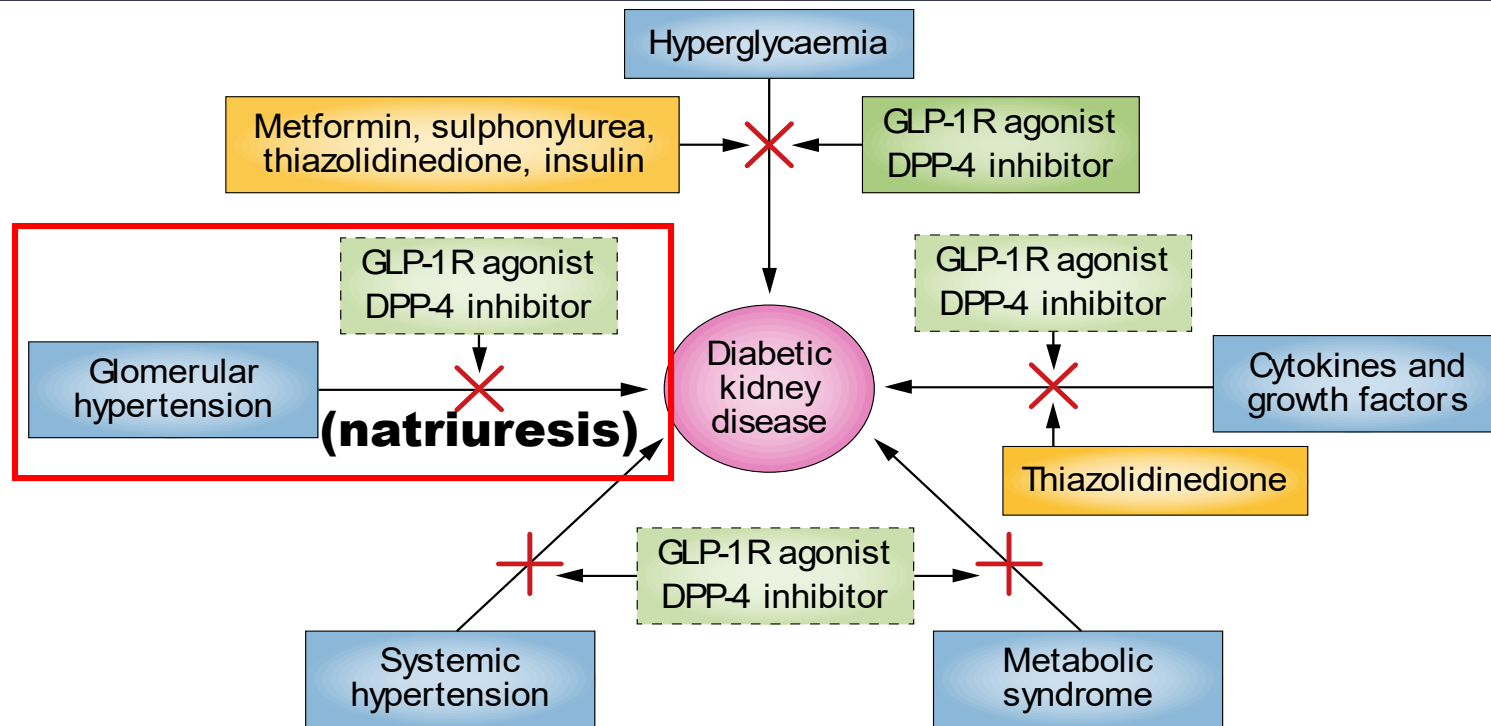 Hyperglycaemia
Metformin, sulphonylurea,
thiazolidinedione, insulin
GLP-1R agonist
DPP-4 inhibitor
GLP-1R agonist
DPP-4 inhibitor
GLP-1R agonist
DPP-4 inhibitor
Glomerular
hypertension
(natriuresis)
Diabetic
kidney
disease
Cytokines and
growth factors
Thiazolidinedione
GLP-1R agonist
DPP-4 inhibitor
Systemic
hypertension
Metabolic
syndrome